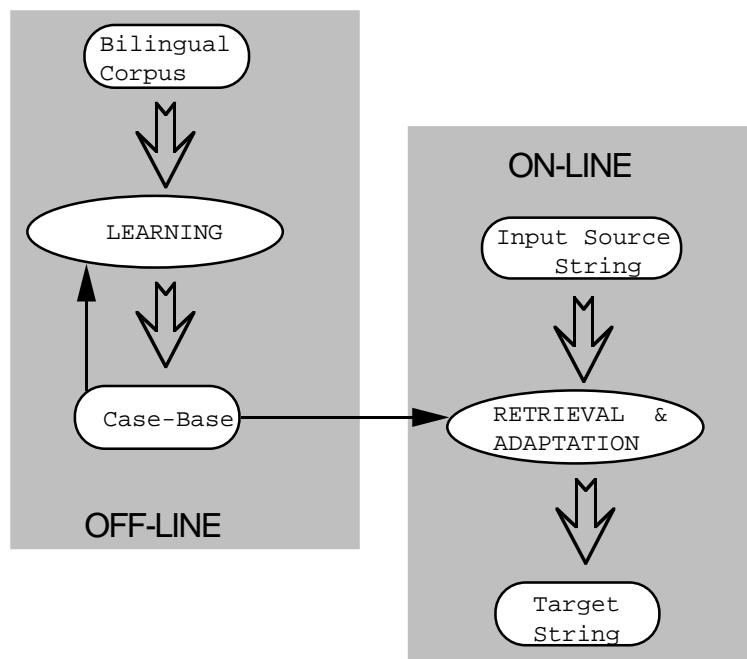 Bilingual
Corpus
LEARNING
Case-Base
OFF-LINE
ON-LINE
Input Source
String
RETRIEVAL &
ADAPTATION
Target
String